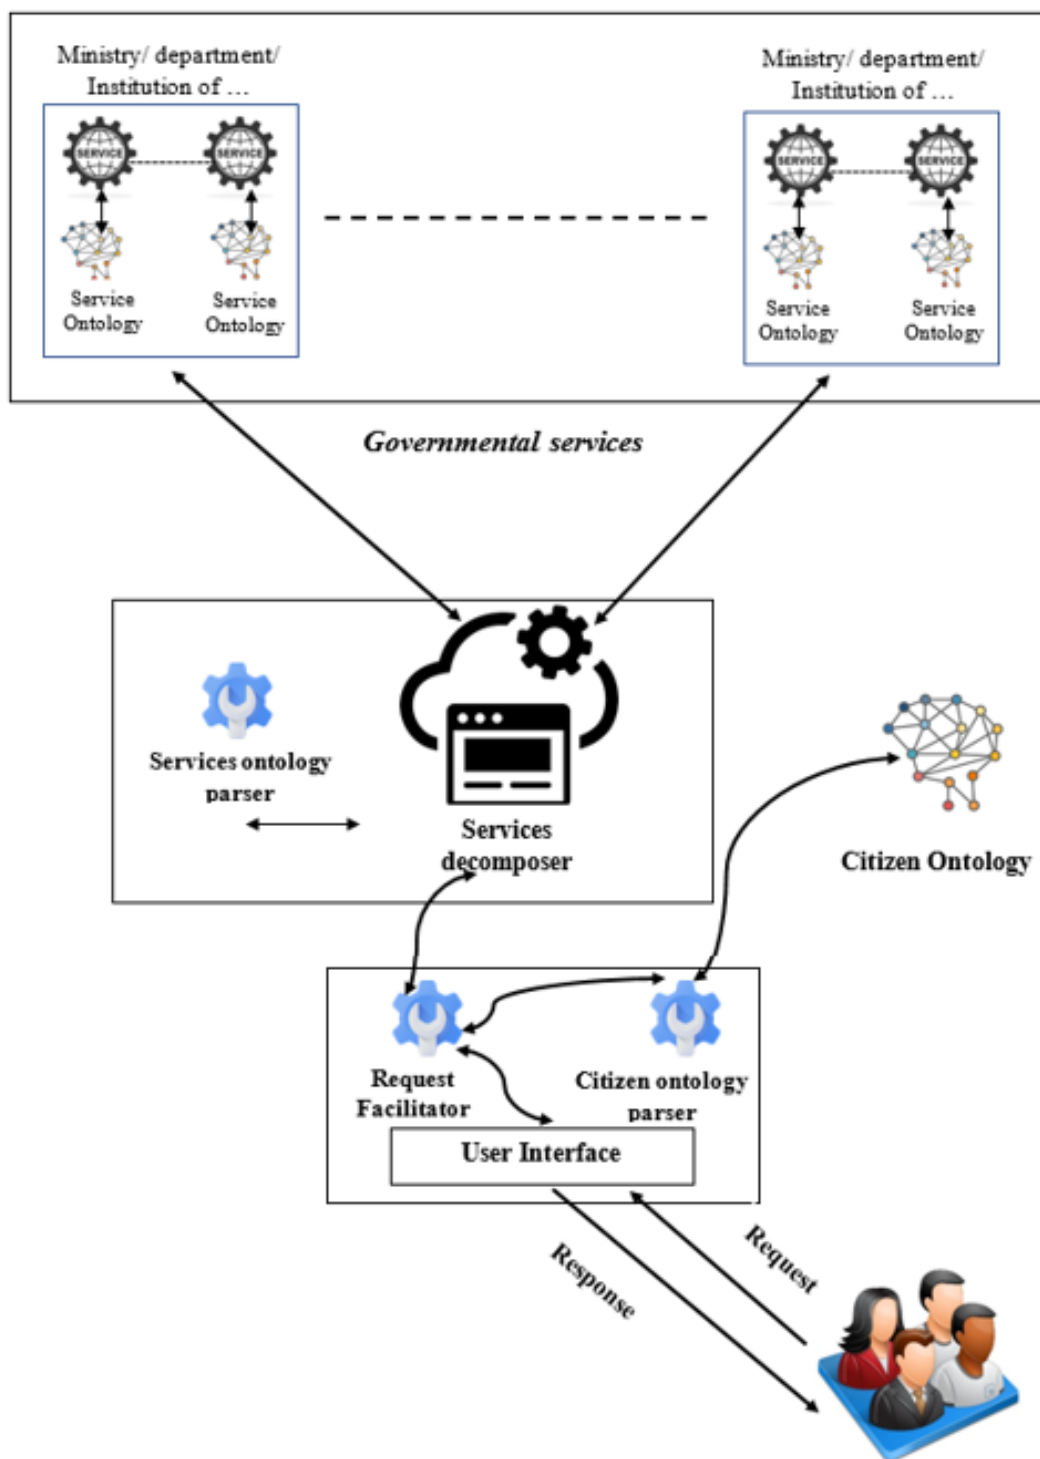 Ministry/ department/
Institution of ...
Ministry/ department/
Institution of ...
SERVICE
SERVICE
SERVICE
SERVICE
Service
Ontology
Service
Ontology
Service
Ontology
Service
Ontology
Governmental services
Services ontology
parser
Services
decomposer
Citizen Ontology
Request
Facilitator
Citizen ontology
parser
User Interface
Response
Request